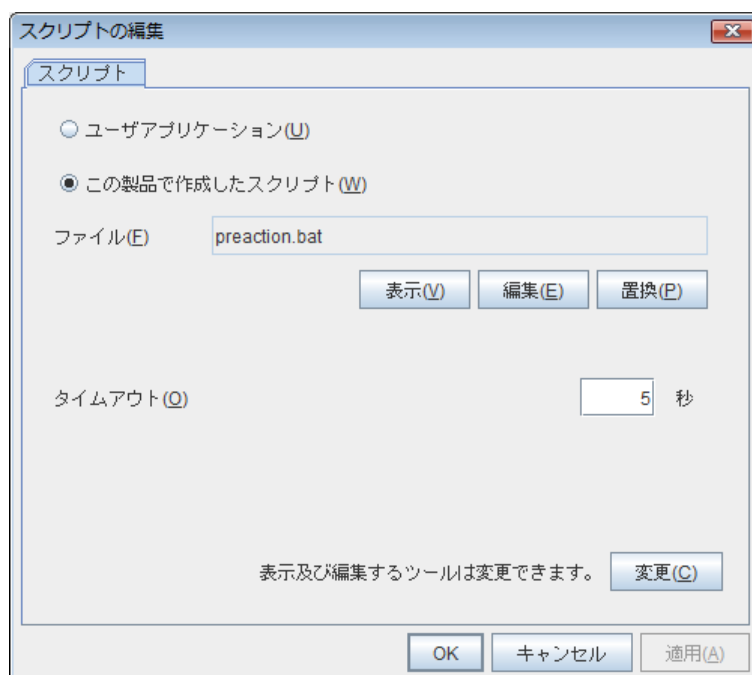 スクリプトの編集
スクリプト
ユーザアプリケーション(U)
この製品で作成したスクリプト(W)
ファイル(F) preaction.bat
表示(V) 編集(E) 置換(P)
タイムアウト(O) 5 秒
表示及び編集するツールは変更できます。 変更(C)
OK キャンセル 適用(A)